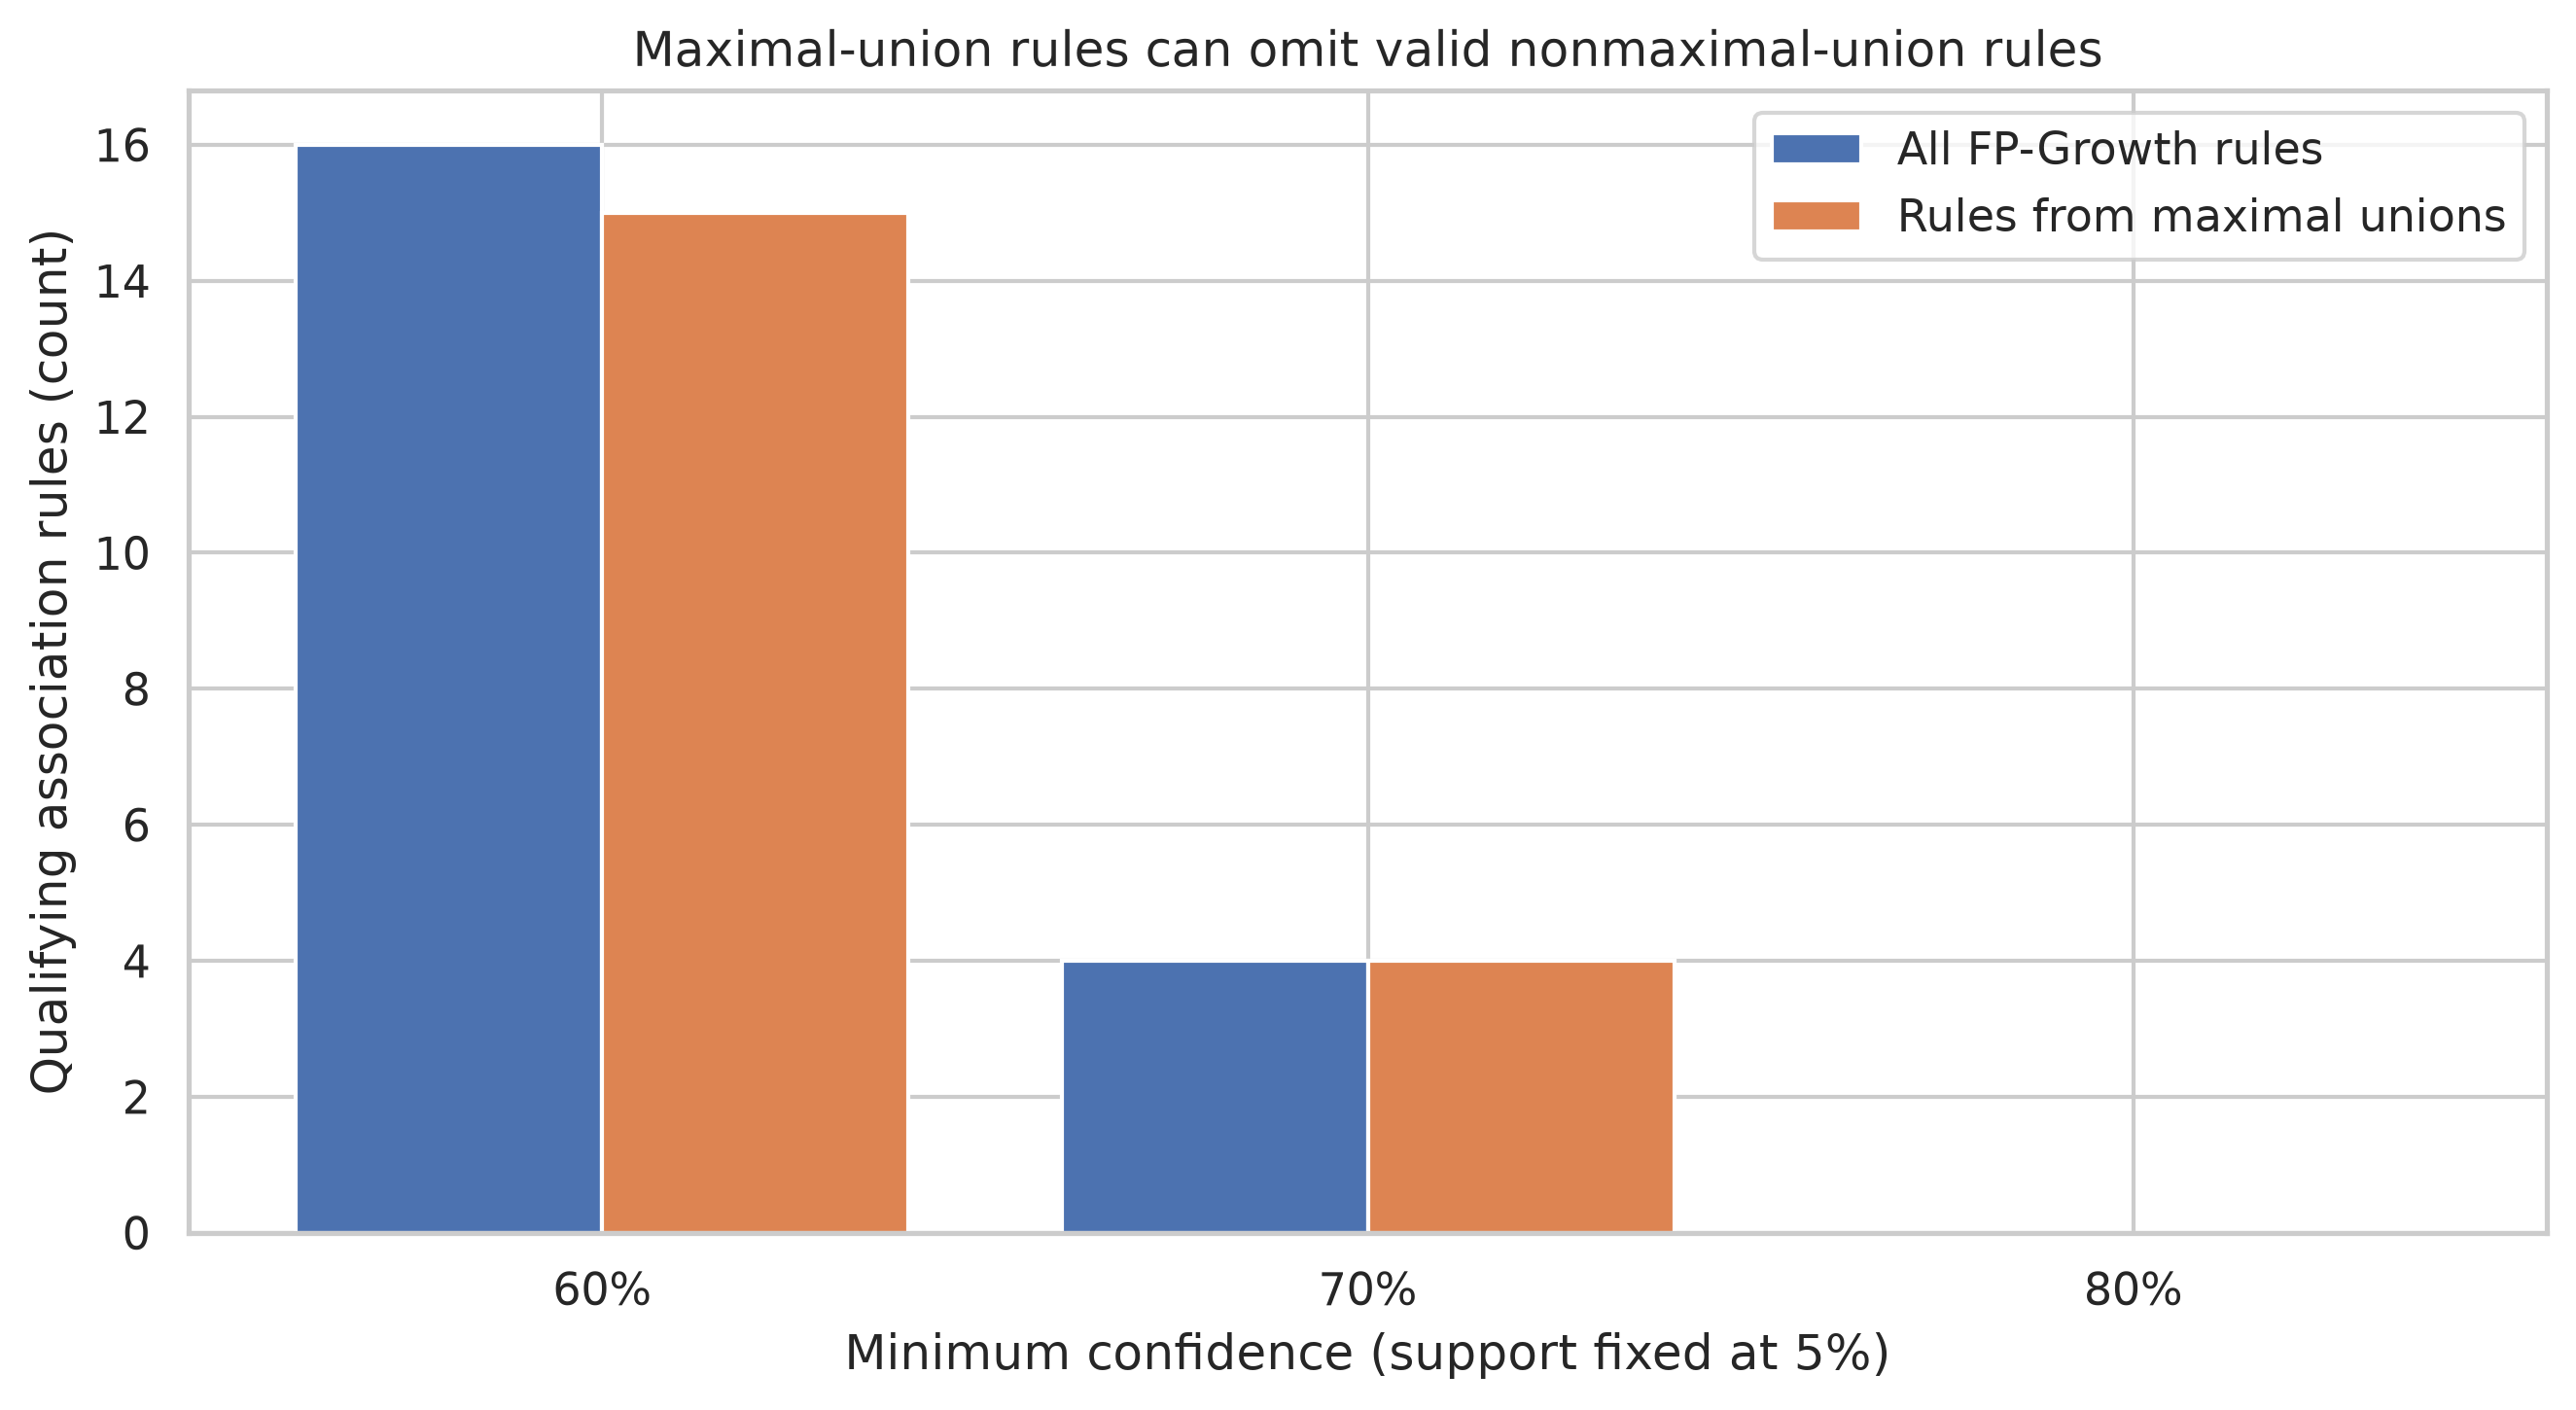 Maximal-union rules can omit valid nonmaximal-union rules
All FP-Growth rules
Rules from maximal unions
Qualifying association rules (count)
16
14
12
10
8
6
4
2
0
60%
70%
80%
Minimum confidence (support fixed at 5%)